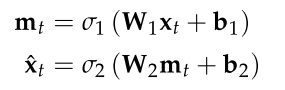 m_t = σ_1 (W_1 x_t + b_1)
x̂_t = σ_2 (W_2 m_t + b_2)